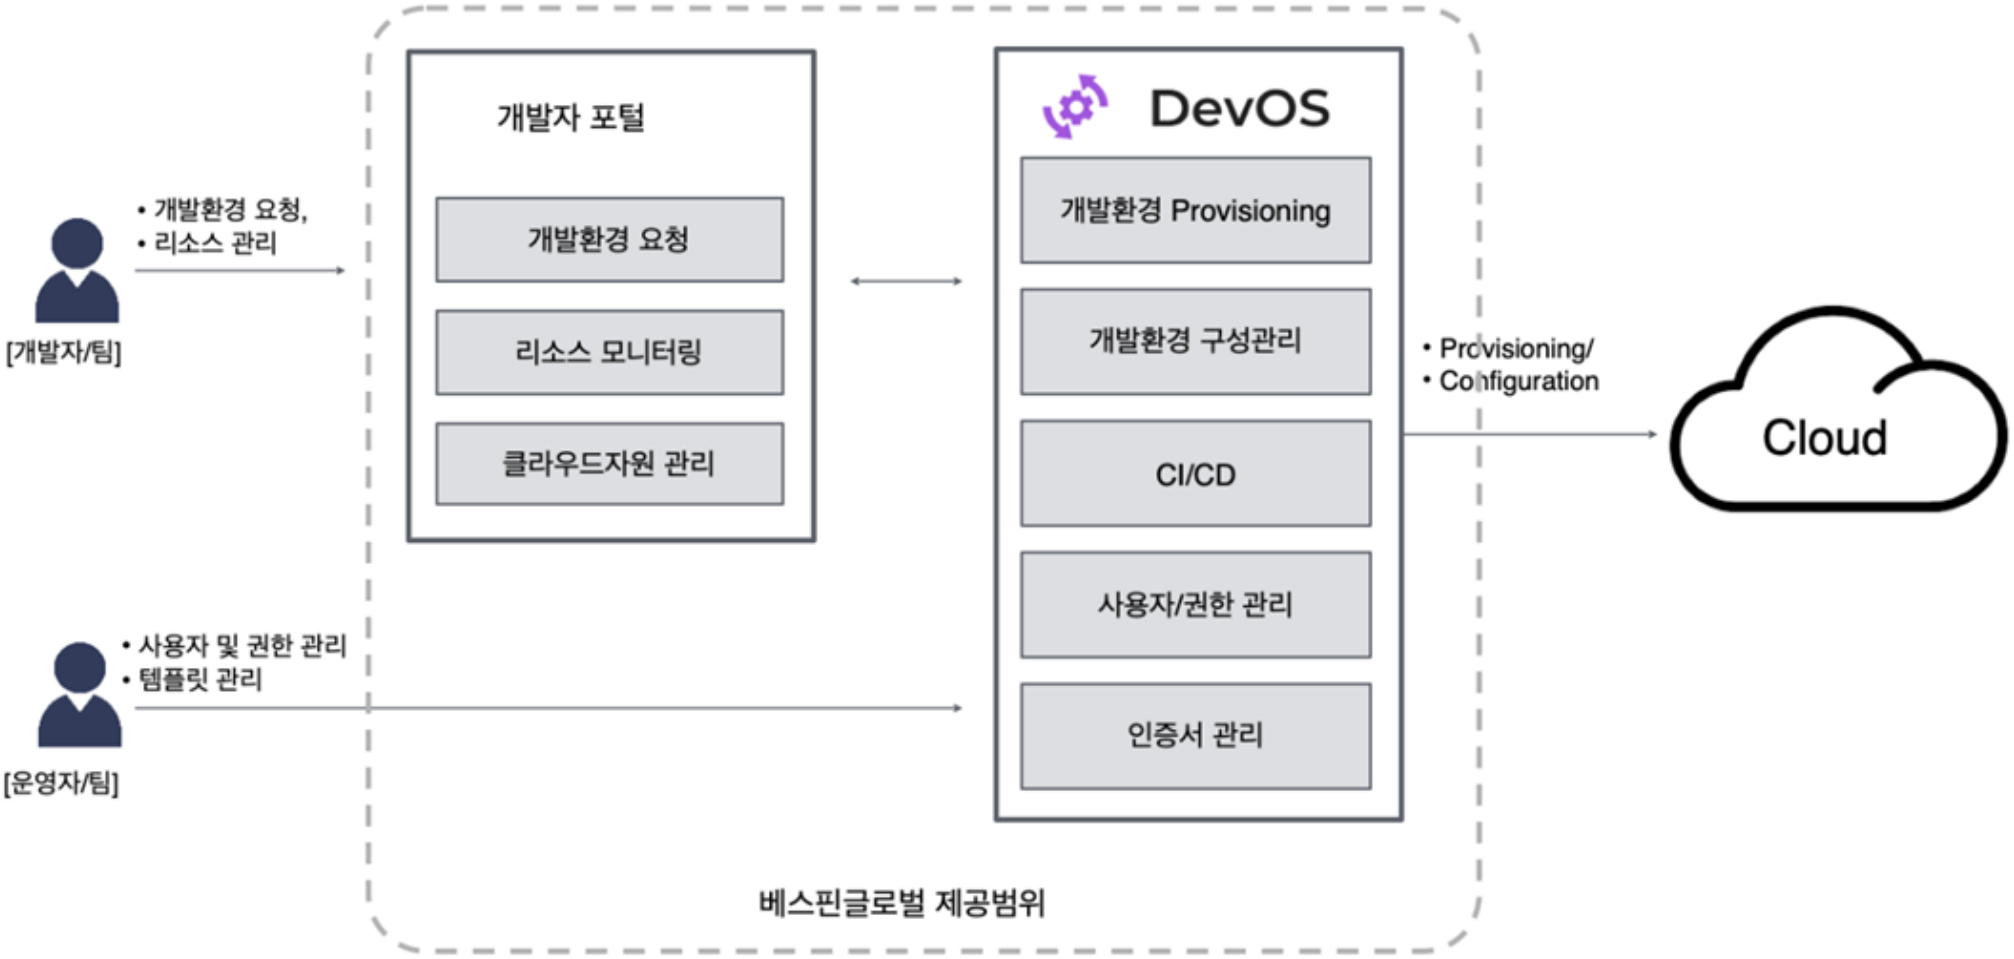 개발자 포털
DevOS
• 개발환경 요청,
• 리소스 관리
[개발자/팀]
개발환경 요청
리소스 모니터링
클라우드자원 관리
개발환경 Provisioning
개발환경 구성관리
CI/CD
사용자/권한 관리
인증서 관리
• Provisioning/
• Configuration
Cloud
• 사용자 및 권한 관리
• 템플릿 관리
[운영자/팀]
베스핀글로벌 제공범위